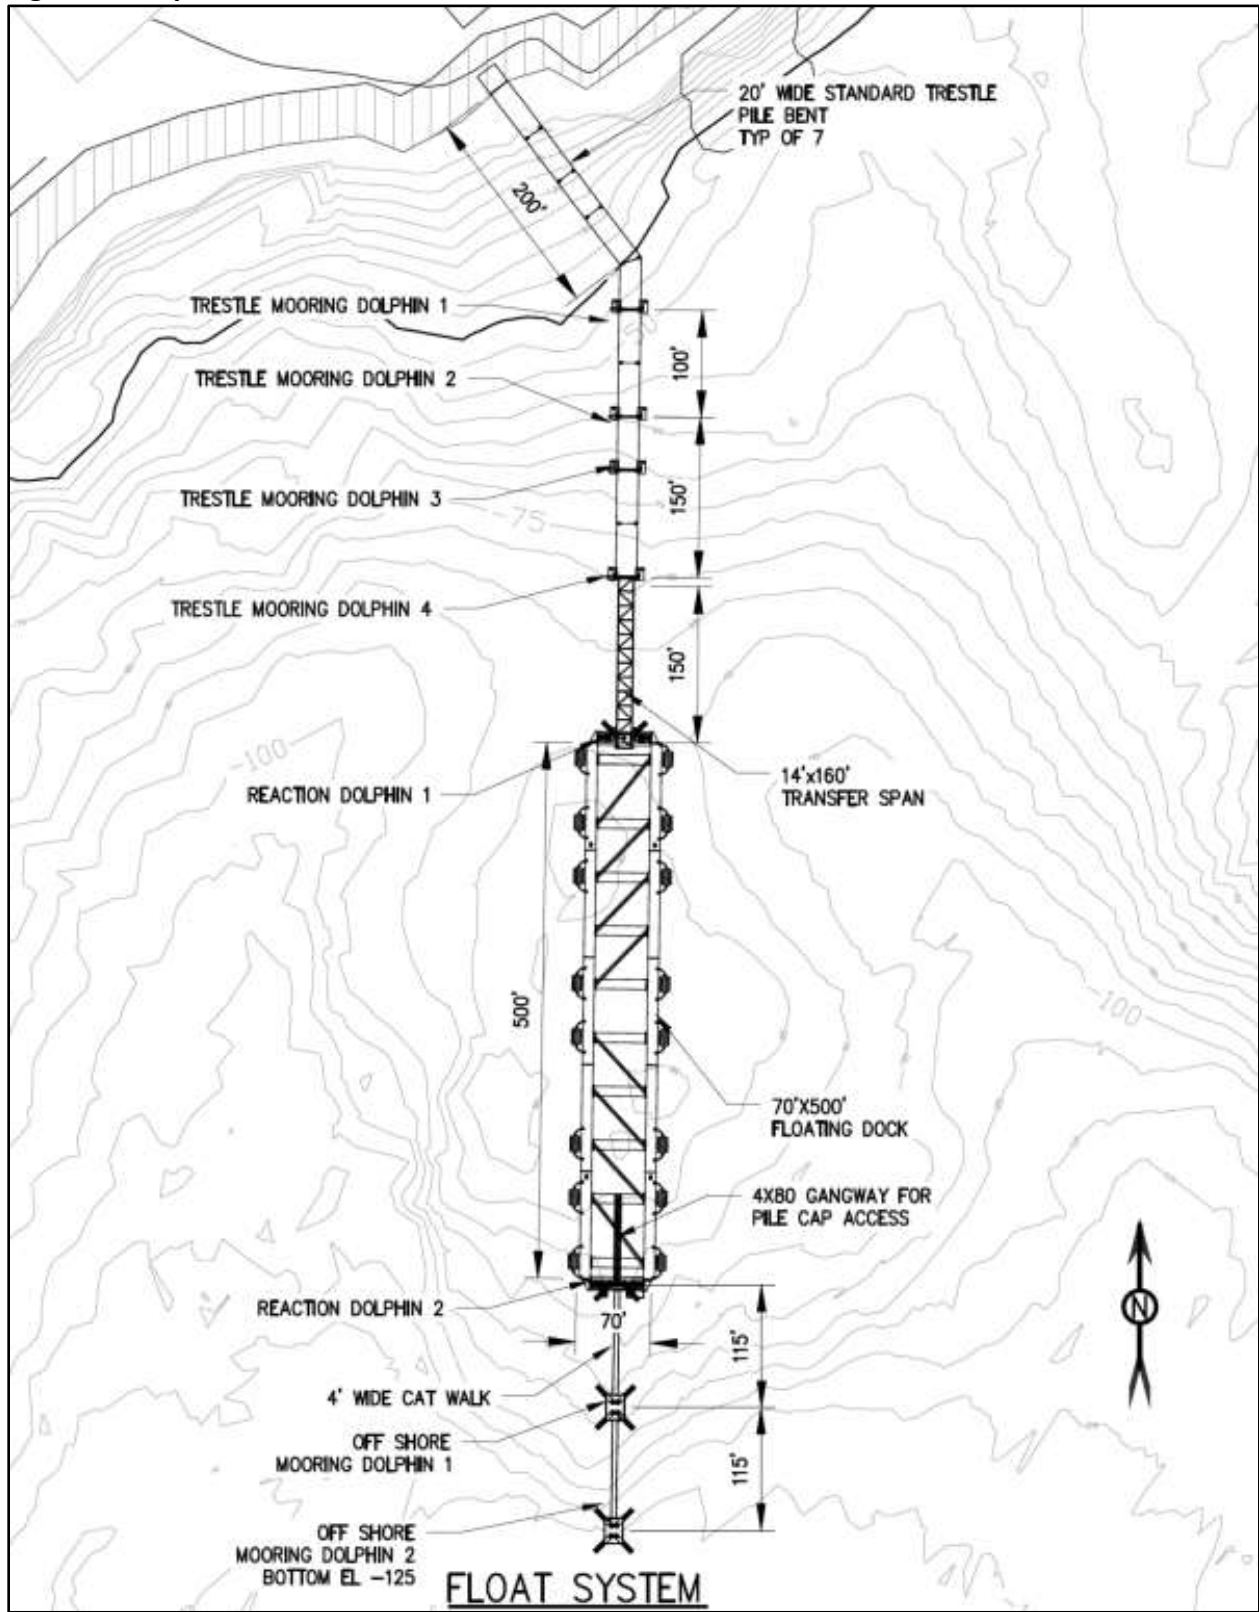 20' WIDE STANDARD TRESTLE
PILE BENT
TYP OF 7
200'
TRESTLE MOORING DOLPHIN 1
100'
TRESTLE MOORING DOLPHIN 2
TRESTLE MOORING DOLPHIN 3
-75
150'
TRESTLE MOORING DOLPHIN 4
150'
-100
14'x160'
TRANSFER SPAN
REACTION DOLPHIN 1
500'
-100
70'X500'
FLOATING DOCK
4X80 GANGWAY FOR
PILE CAP ACCESS
N
REACTION DOLPHIN 2
70'
115'
4' WIDE CAT WALK
OFF SHORE
MOORING DOLPHIN 1
115'
OFF SHORE
MOORING DOLPHIN 2
BOTTOM EL -125
FLOAT SYSTEM